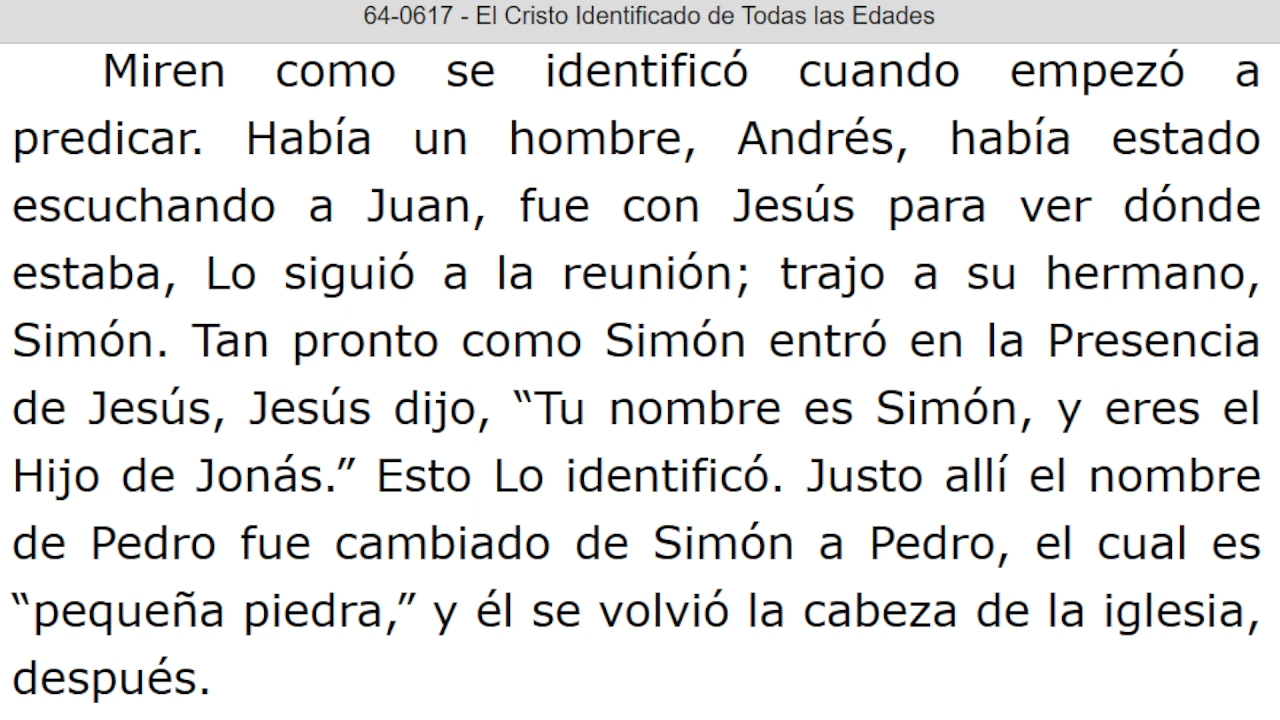 64-0617 - El Cristo Identificado de Todas las Edades
Miren como se identificó cuando empezó a
predicar. Había un hombre, Andrés, había estado
escuchando a Juan, fue con Jesús para ver dónde
estaba, Lo siguió a la reunión; trajo a su hermano,
Simón. Tan pronto como Simón entró en la Presencia
de Jesús, Jesús dijo, “Tu nombre es Simón, y eres el
Hijo de Jonás.” Esto Lo identificó. Justo allí el nombre
de Pedro fue cambiado de Simón a Pedro, el cual es
“pequeña piedra,” y él se volvió la cabeza de la iglesia,
después.